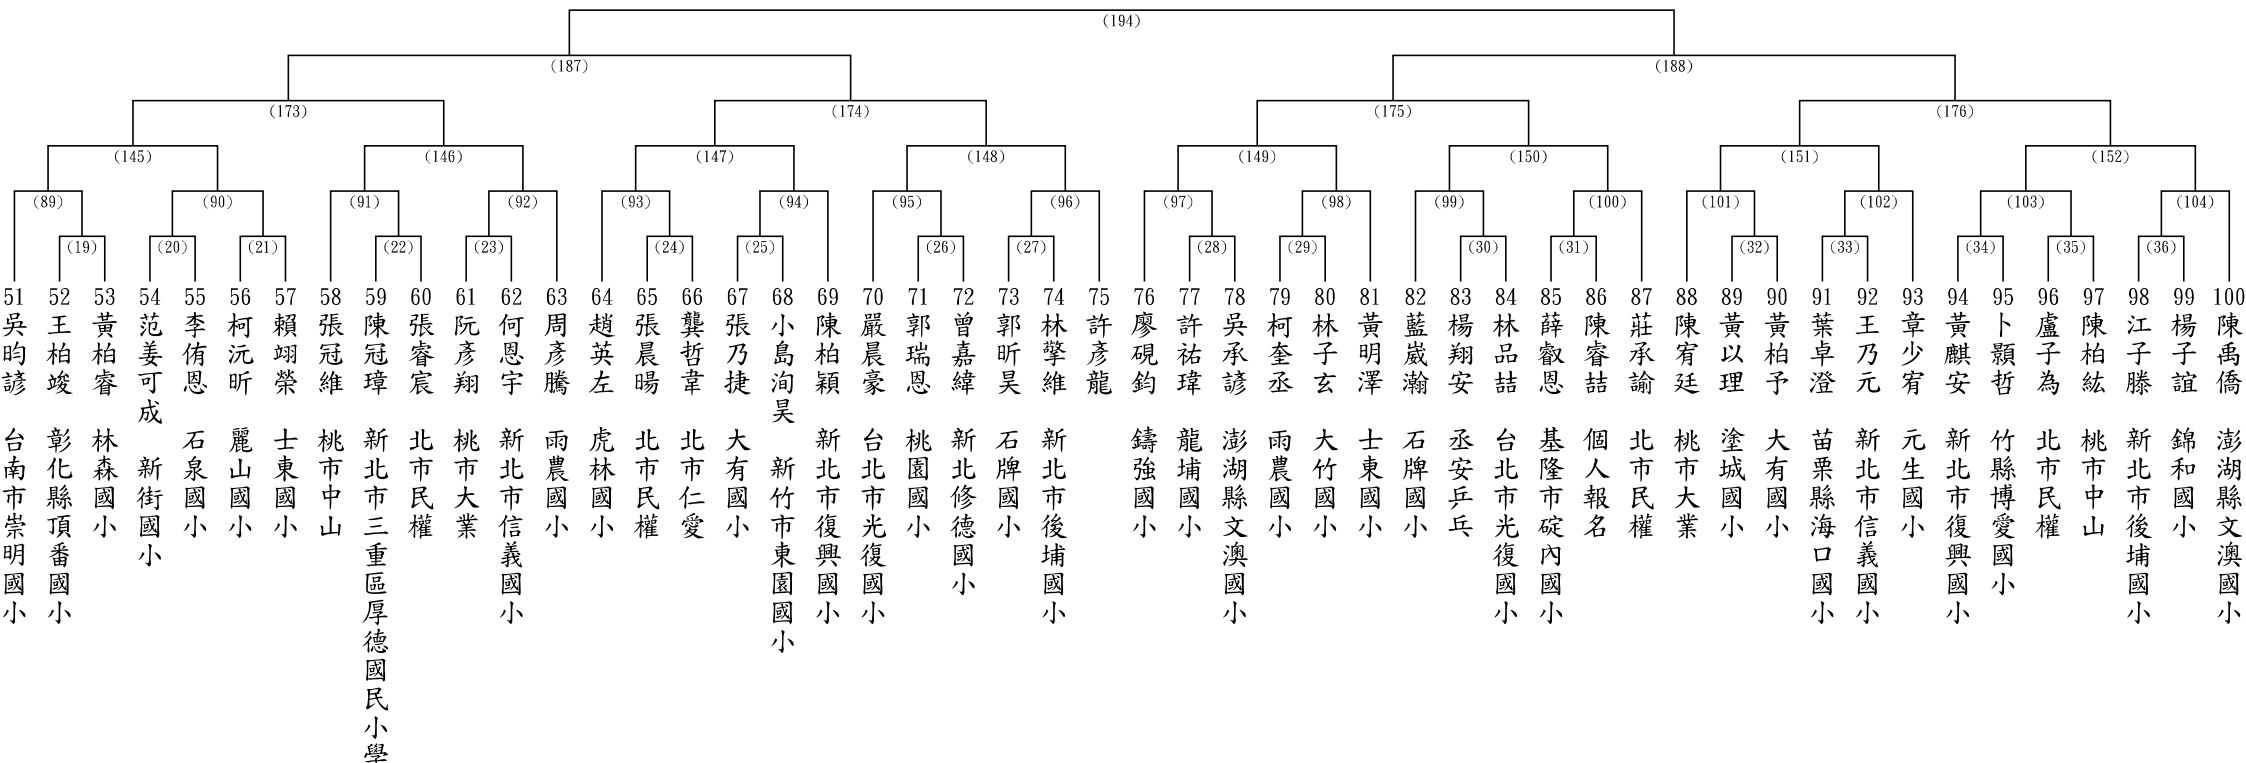 (194)
(187) (188)
(173) (174) (175) (176)
(145) (146) (147) (148) (149) (150) (151) (152)
(89) (90) (91) (92) (93) (94) (95) (96) (97) (98) (99) (100) (101) (102) (103) (104)
(19) (20) (21) (22) (23) (24) (25) (26) (27) (28) (29) (30) (31) (32) (33) (34) (35) (36)
51 吳昀諺 台南市崇明國小
52 王柏竣 彰化縣頂番國小
53 黃柏睿 林森國小
54 范姜可成 新街國小
55 李侑恩 石泉國小
56 柯沅昕 麗山國小
57 賴翊榮 士東國小
58 張冠維 桃市中山
59 陳冠璋 新北市三重區厚德國民小學
60 張睿宸 北市民權
61 阮彥翔 桃市大業
62 何恩宇 新北市信義國小
63 周彥騰 雨農國小
64 趙英左 虎林國小
65 張晨暘 北市民權
66 龔哲韋 北市仁愛
67 張乃捷 大有國小
68 小島洵昊 新竹市東園國小
69 陳柏穎 新北市復興國小
70 嚴晨豪 台北市光復國小
71 郭瑞恩 桃園國小
72 曾嘉緯 新北修德國小
73 郭昕昊 石牌國小
74 林擎維 新北市後埔國小
75 許彥龍
76 廖硯鈞 鑄強國小
77 許祐瑋 龍埔國小
78 吳承諺 澎湖縣文澳國小
79 柯奎丞 雨農國小
80 林子玄 大竹國小
81 黃明澤 士東國小
82 藍崴瀚 石牌國小
83 楊翔安 丞安乒乓
84 林品喆 台北市光復國小
85 薛叡恩 基隆市碇內國小
86 陳睿喆 個人報名
87 莊承諭 北市民權
88 陳宥廷 桃市大業
89 黃以理 塗城國小
90 黃柏予 大有國小
91 葉卓澄 苗栗縣海口國小
92 王乃元 新北市信義國小
93 章少宥 元生國小
94 黃麒安 新北市復興國小
95 卜顥哲 竹縣博愛國小
96 盧子為 北市民權
97 陳柏紘 桃市中山
98 江子滕 新北市後埔國小
99 楊子誼 錦和國小
100 陳禹僑 澎湖縣文澳國小